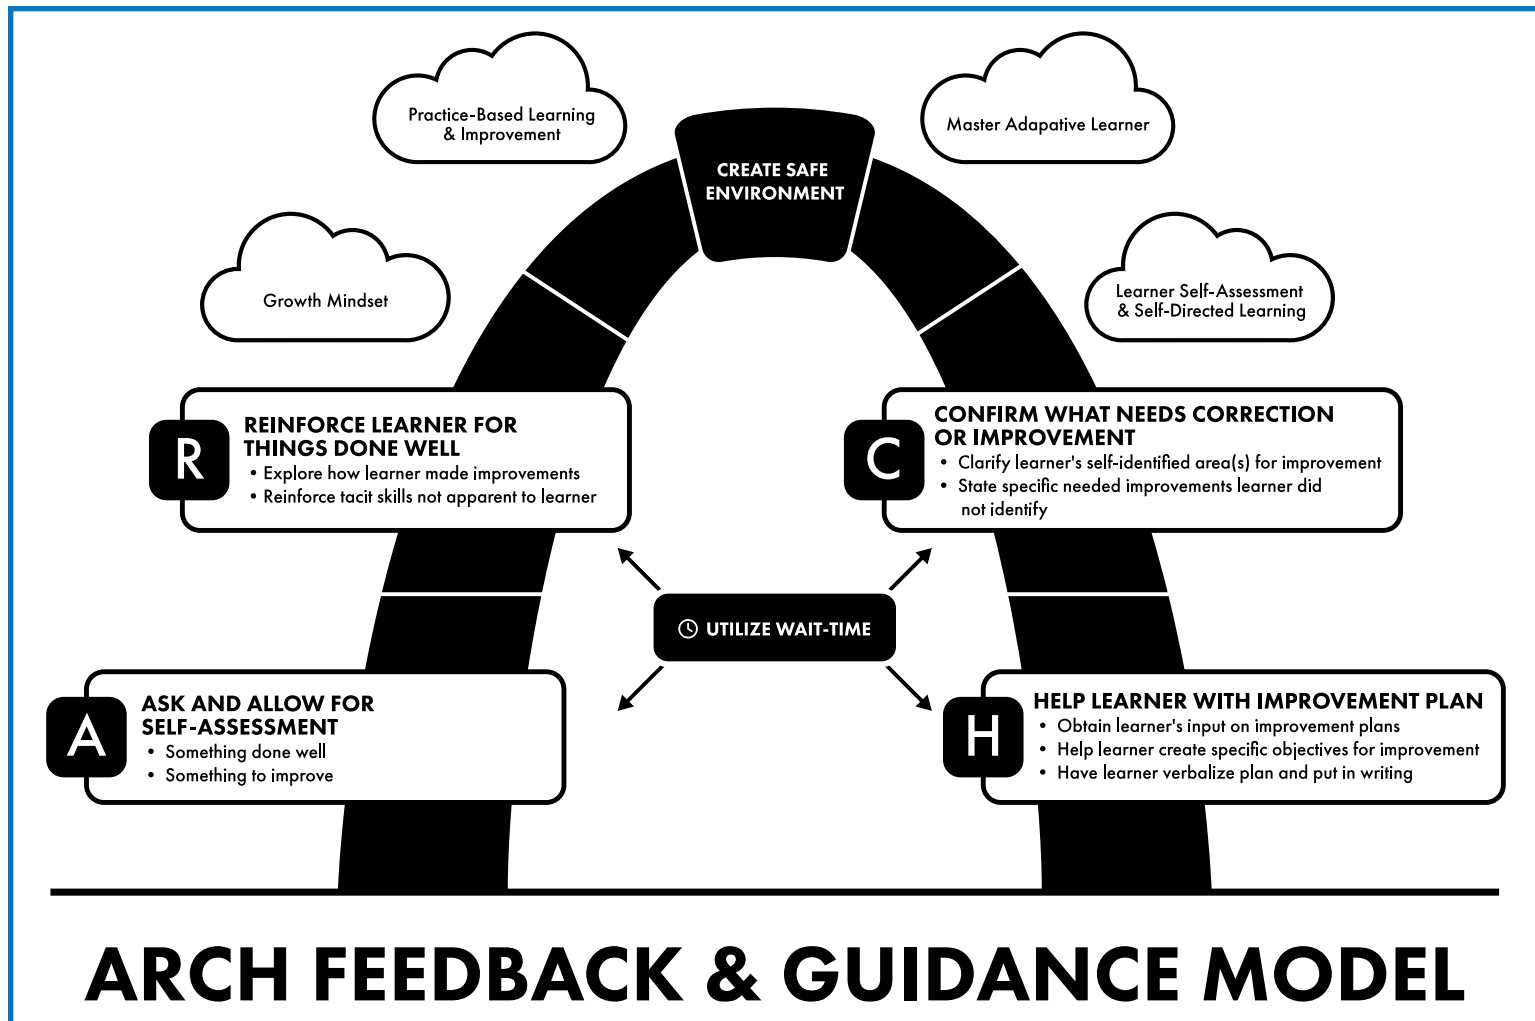 Practice-Based Learning
& Improvement
Master Adapative Learner
CREATE SAFE
ENVIRONMENT
Growth Mindset
Learner Self-Assessment
& Self-Directed Learning
R
REINFORCE LEARNER FOR
THINGS DONE WELL
• Explore how learner made improvements
• Reinforce tacit skills not apparent to learner
C
CONFIRM WHAT NEEDS CORRECTION
OR IMPROVEMENT
• Clarify learner's self-identified area(s) for improvement
• State specific needed improvements learner did
not identify
UTILIZE WAIT-TIME
A
ASK AND ALLOW FOR
SELF-ASSESSMENT
• Something done well
• Something to improve
H
HELP LEARNER WITH IMPROVEMENT PLAN
• Obtain learner's input on improvement plans
• Help learner create specific objectives for improvement
• Have learner verbalize plan and put in writing
ARCH FEEDBACK & GUIDANCE MODEL